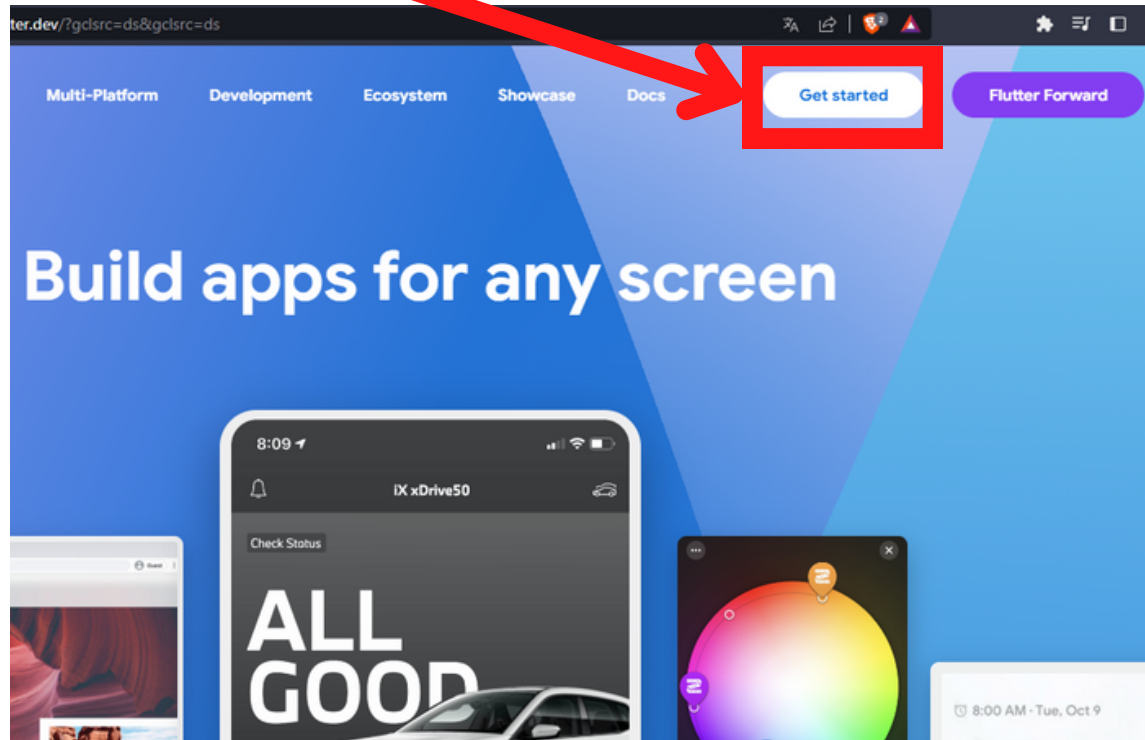 ter.dev/?gclsrc=ds&gclsrc=ds
Multi-Platform Development Ecosystem Showcase Docs Get started Flutter Forward
Build apps for any screen
8:09
iX xDrive50
Check Status
ALL
GOOD
Guest
8:00 AM - Tue, Oct 9